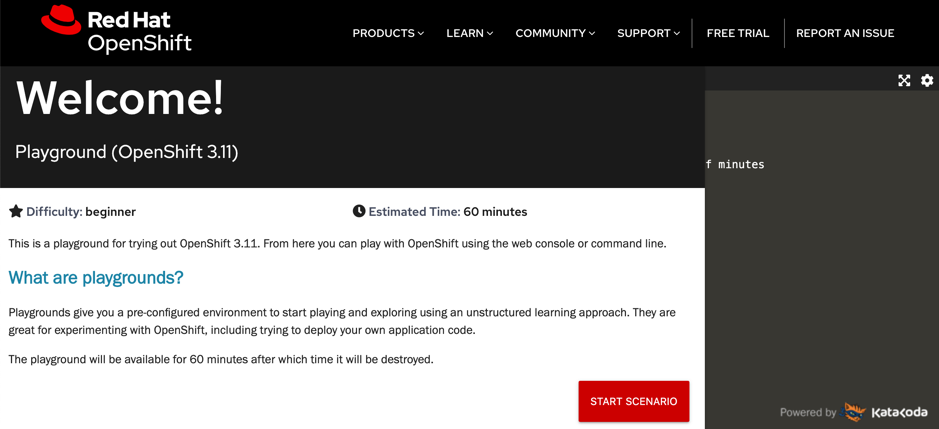 Red Hat
OpenShift
PRODUCTS LEARN COMMUNITY SUPPORT FREE TRIAL REPORT AN ISSUE
Welcome!
Playground (OpenShift 3.11)
f minutes
Difficulty: beginner
Estimated Time: 60 minutes
This is a playground for trying out OpenShift 3.11. From here you can play with OpenShift using the web console or command line.
What are playgrounds?
Playgrounds give you a pre-configured environment to start playing and exploring using an unstructured learning approach. They are
great for experimenting with OpenShift, including trying to deploy your own application code.
The playground will be available for 60 minutes after which time it will be destroyed.
START SCENARIO
Powered by Katacoda